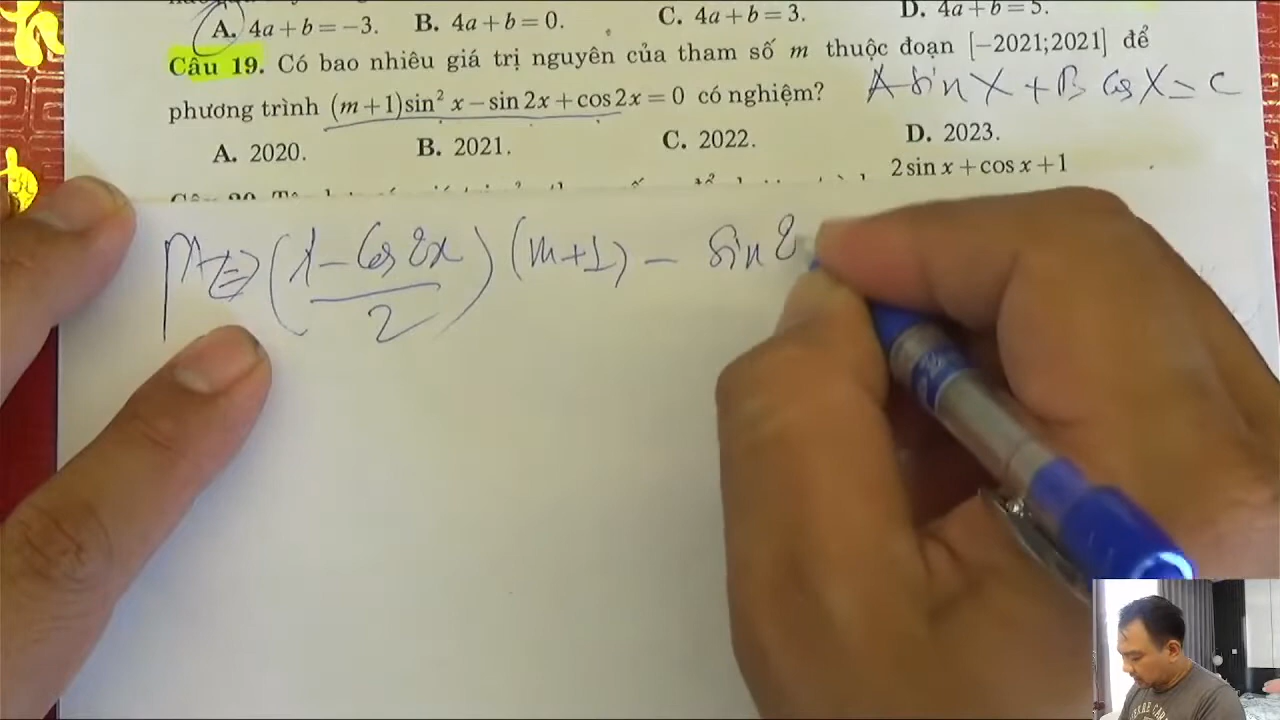 A. 4a+b=−3. B. 4a+b=0. C. 4a+b=3. D. 4a+b=5.
Câu 19. Có bao nhiêu giá trị nguyên của tham số m thuộc đoạn [−2021;2021] để
phương trình (m+1)sin² x−sin 2x+cos 2x=0 có nghiệm? A sin X + B cos X = C
A. 2020. B. 2021. C. 2022. D. 2023.
2 sin x+cos x+1
pt ⇔ (1 − cos 2x / 2) (m+1) − sin 2